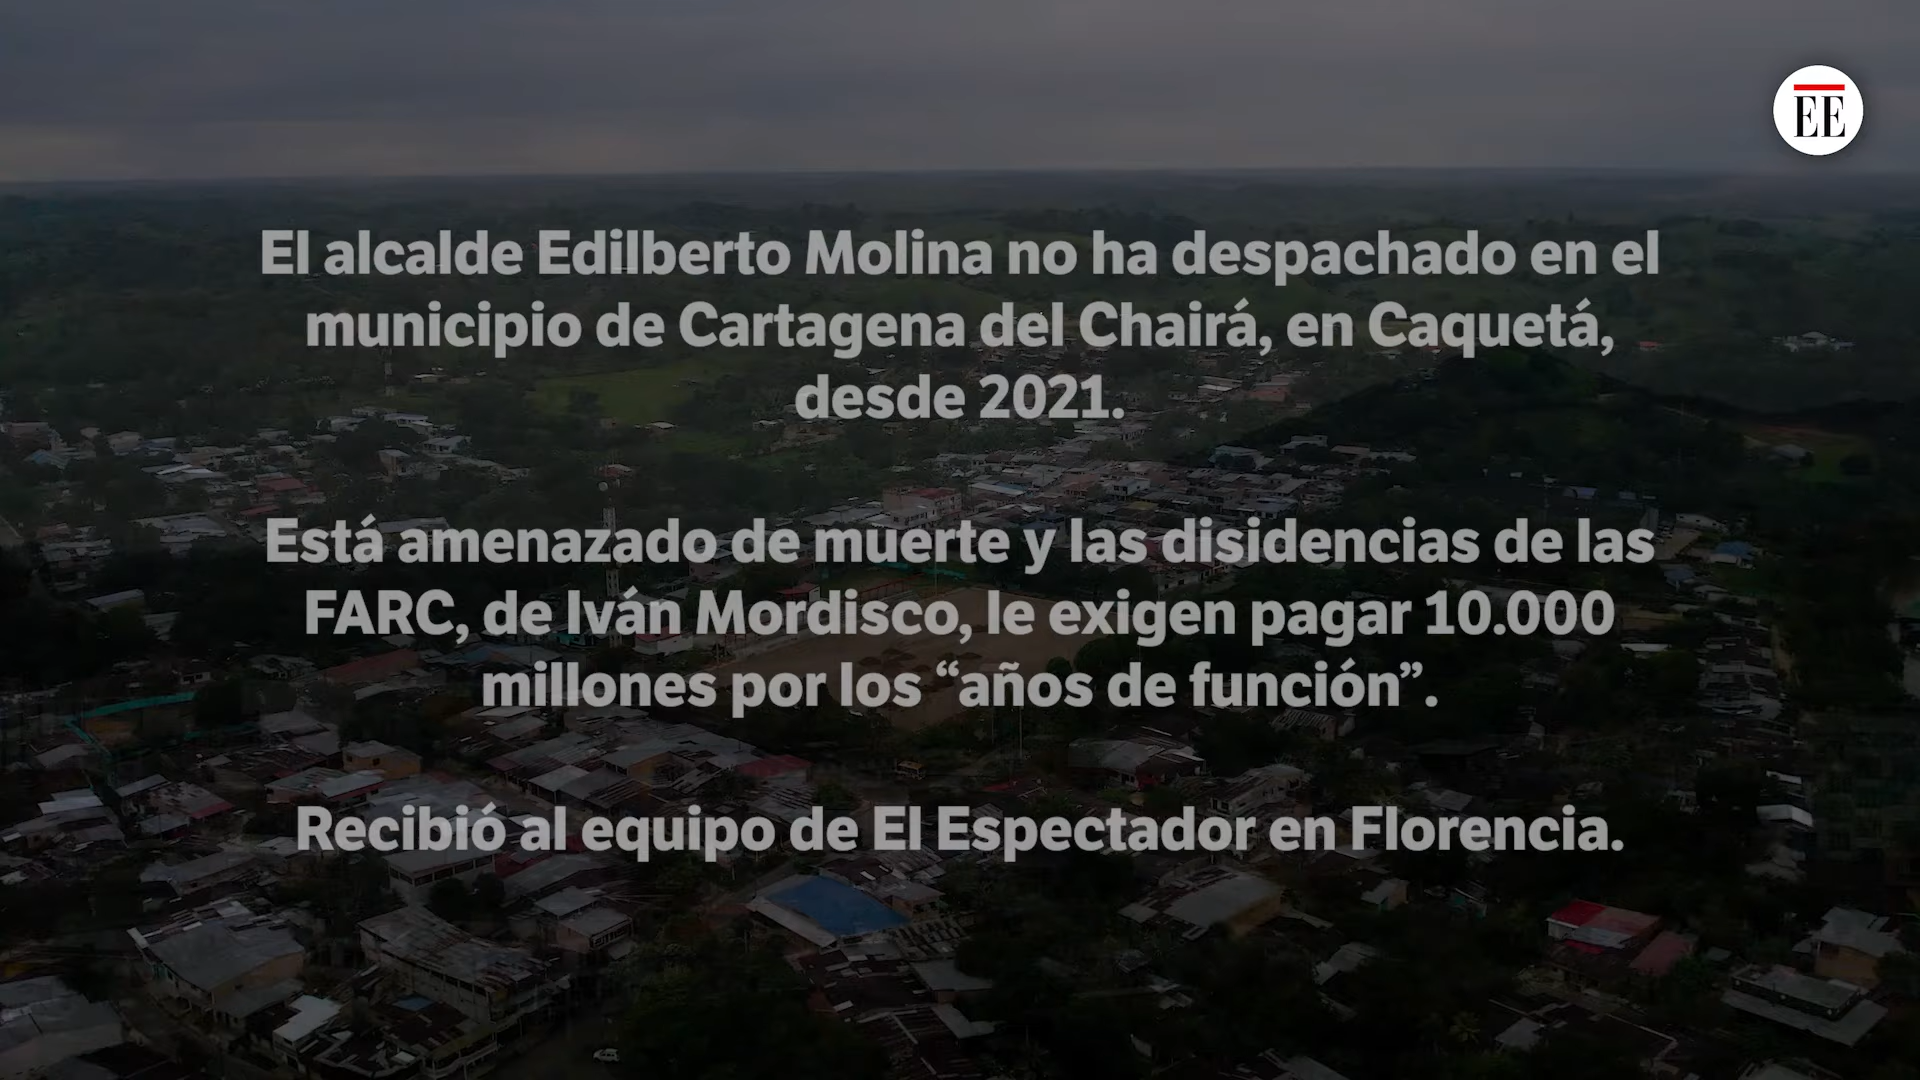 EE
El alcalde Edilberto Molina no ha despachado en el
municipio de Cartagena del Chairá, en Caquetá,
desde 2021.
Está amenazado de muerte y las disidencias de las
FARC, de Iván Mordisco, le exigen pagar 10.000
millones por los “años de función”.
Recibió al equipo de El Espectador en Florencia.